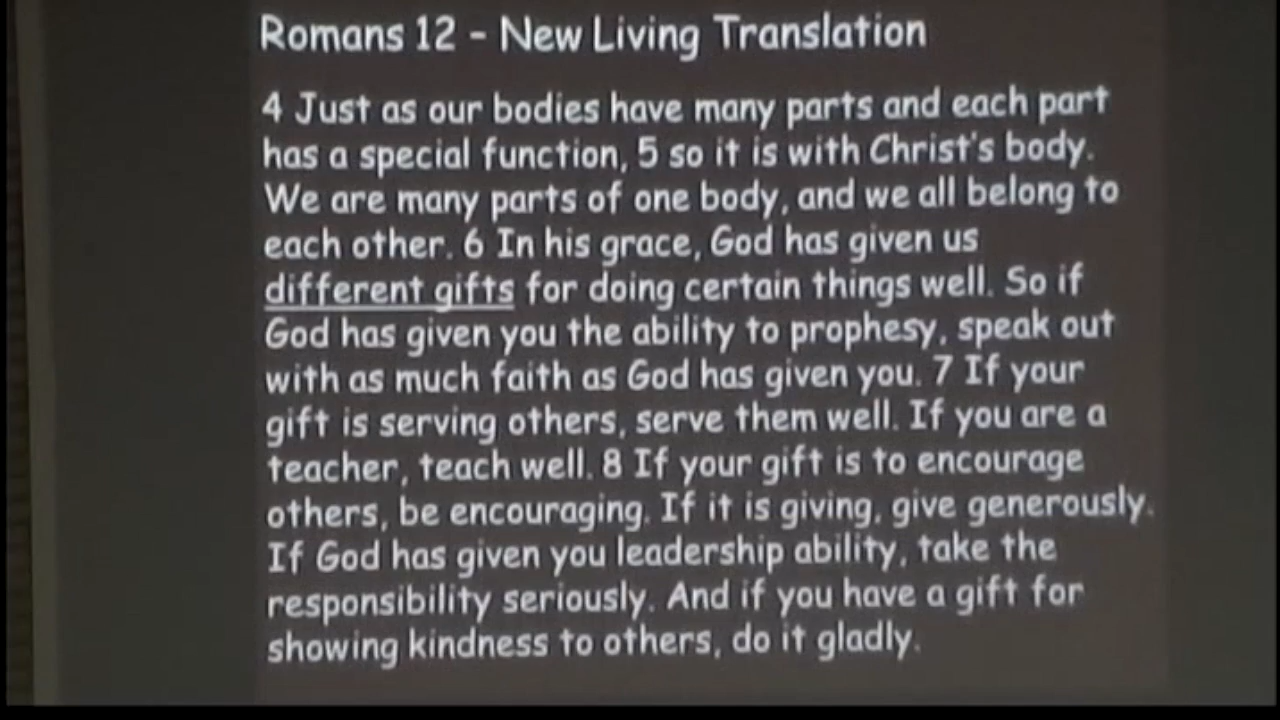 Romans 12 - New Living Translation
4 Just as our bodies have many parts and each part
has a special function, 5 so it is with Christ's body.
We are many parts of one body, and we all belong to
each other. 6 In his grace, God has given us
different gifts for doing certain things well. So if
God has given you the ability to prophesy, speak out
with as much faith as God has given you. 7 If your
gift is serving others, serve them well. If you are a
teacher, teach well. 8 If your gift is to encourage
others, be encouraging. If it is giving, give generously.
If God has given you leadership ability, take the
responsibility seriously. And if you have a gift for
showing kindness to others, do it gladly.